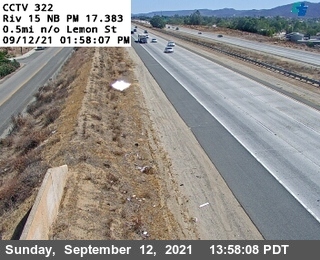 CCTV 322
Riv 15 NB PM 17.383
0.5mi n/o Lemon St
09/12/21 01:58:07 PM
Sunday, September 12, 2021 13:58:08 PDT